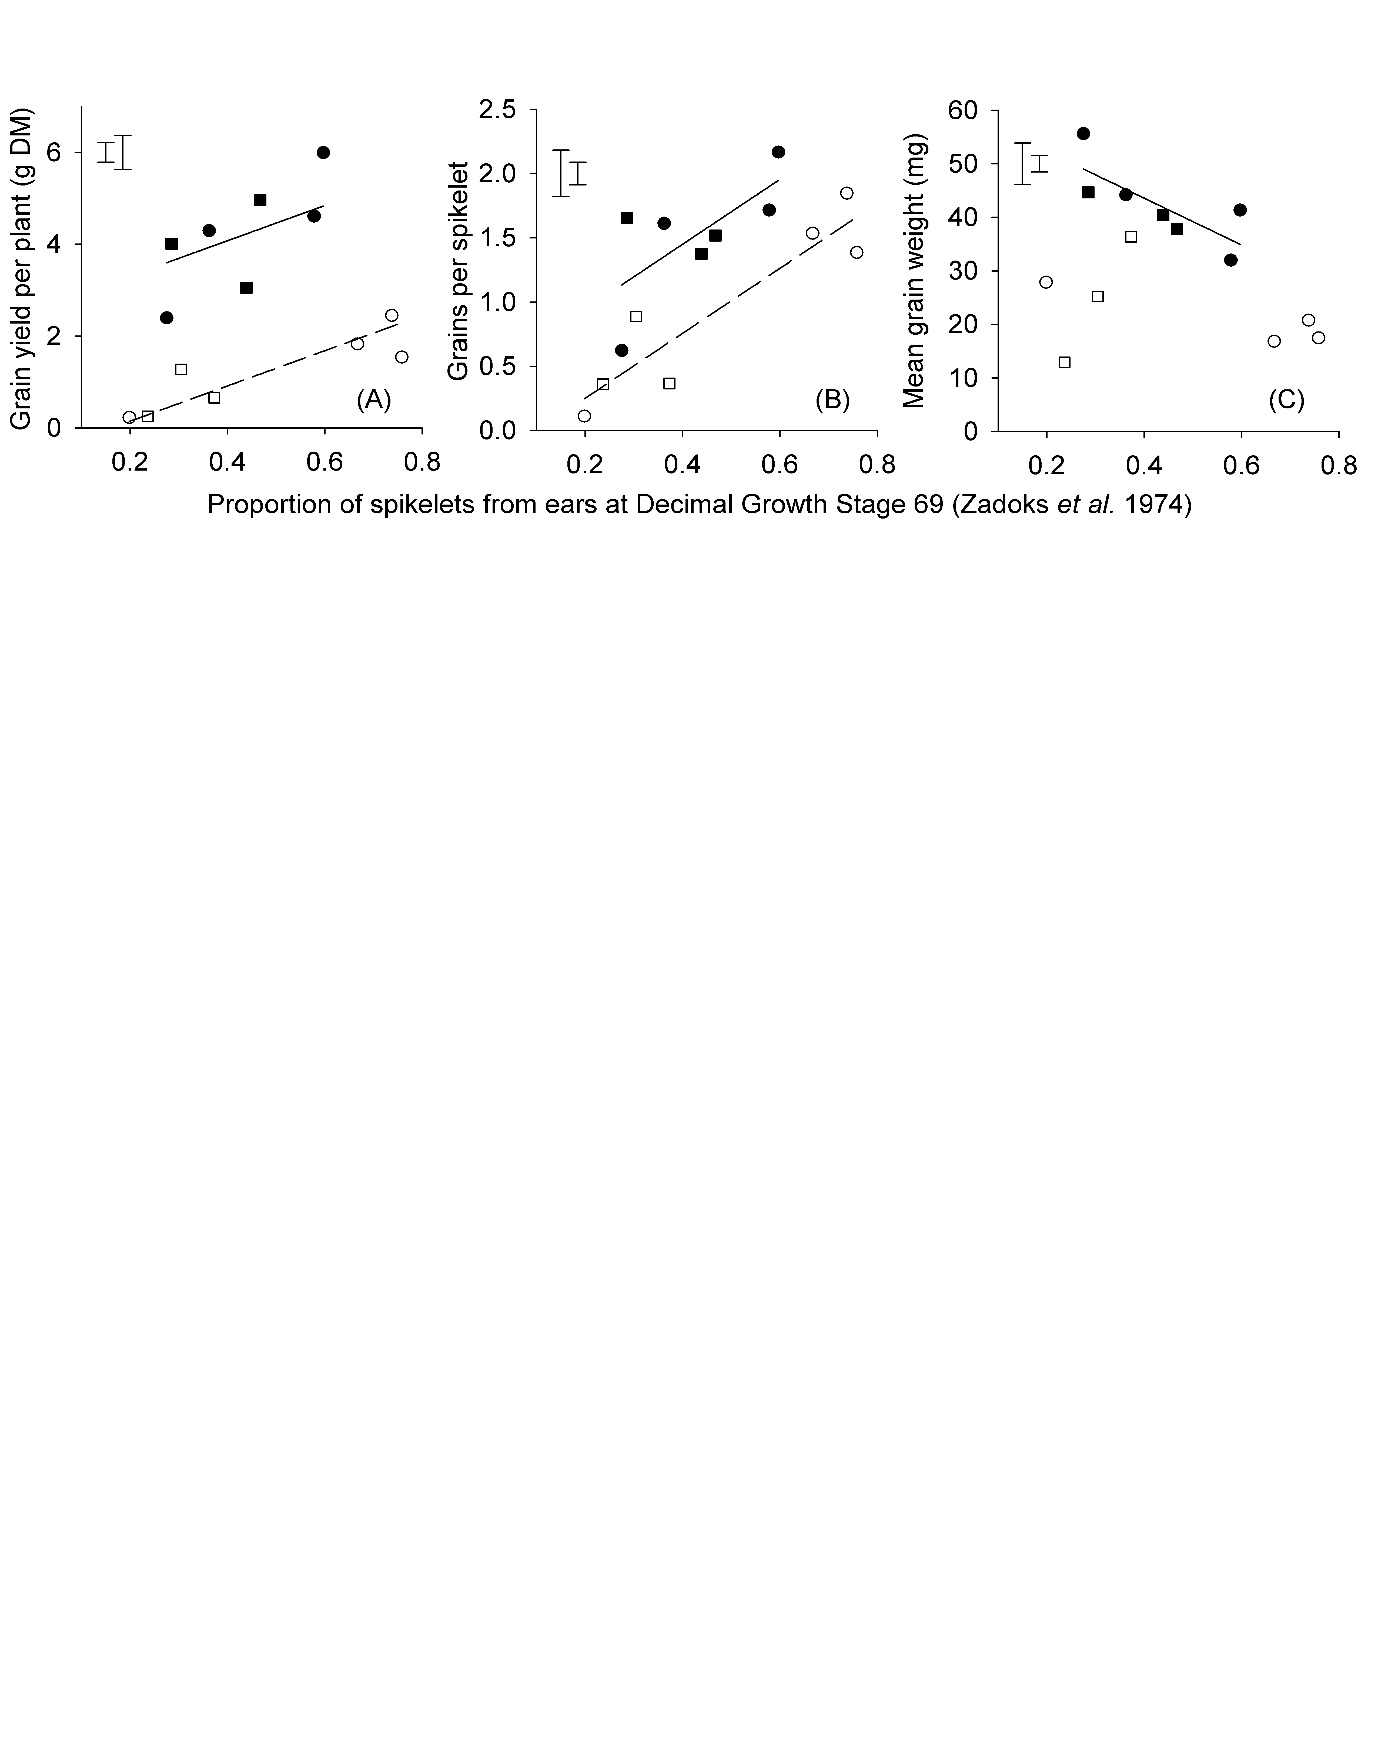 Grain yield per plant (g DM)
6
4
2
0
0.2 0.4 0.6 0.8
(A)
Grains per spikelet
2.5
2.0
1.5
1.0
0.5
0.0
0.2 0.4 0.6 0.8
(B)
Mean grain weight (mg)
60
50
40
30
20
10
0
0.2 0.4 0.6 0.8
(C)
Proportion of spikelets from ears at Decimal Growth Stage 69 (Zadoks et al. 1974)